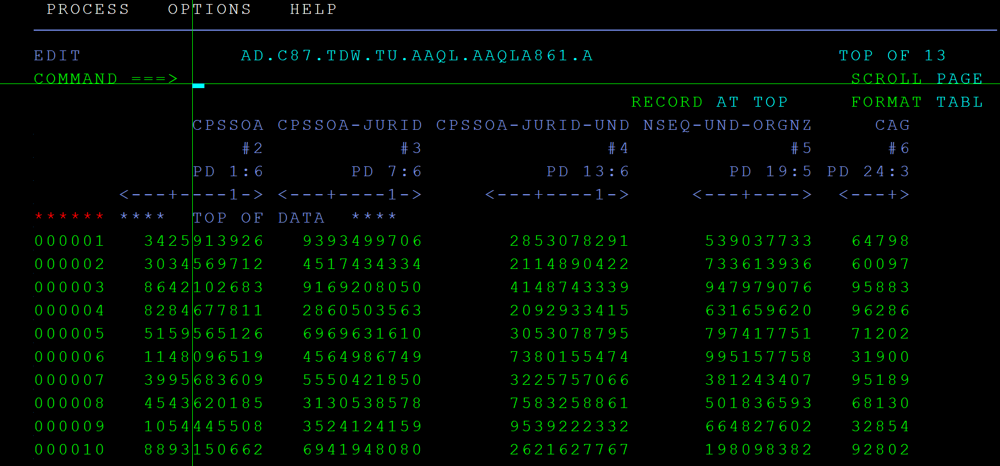 PROCESS OPTIONS HELP
EDIT AD.C87.TDW.TU.AAQL.AAQLA861.A TOP OF 13
COMMAND ===> SCROLL PAGE
RECORD AT TOP FORMAT TABL
CPSSOA CPSSOA-JURID CPSSOA-JURID-UND NSEQ-UND-ORGNZ CAG
#2 #3 #4 #5 #6
PD 1:6 PD 7:6 PD 13:6 PD 19:5 PD 24:3
<---+----1-> <---+----1-> <---+----1-> <---+----> <---+>
****** **** TOP OF DATA ****
000001 3425913926 9393499706 2853078291 539037733 64798
000002 3034569712 4517434334 2114890422 733613936 60097
000003 8642102683 9169208050 4148743339 947979076 95883
000004 8284677811 2860503563 2092933415 631659620 96286
000005 5159565126 6969631610 3053078795 797417751 71202
000006 1148096519 4564986749 7380155474 995157758 31900
000007 3995683609 5550421850 3225757066 381243407 95189
000008 4543620185 3130538578 7583258861 501836593 68130
000009 1054445508 3524124159 9539222332 664827602 32854
000010 8893150662 6941948080 2621627767 198098382 92802